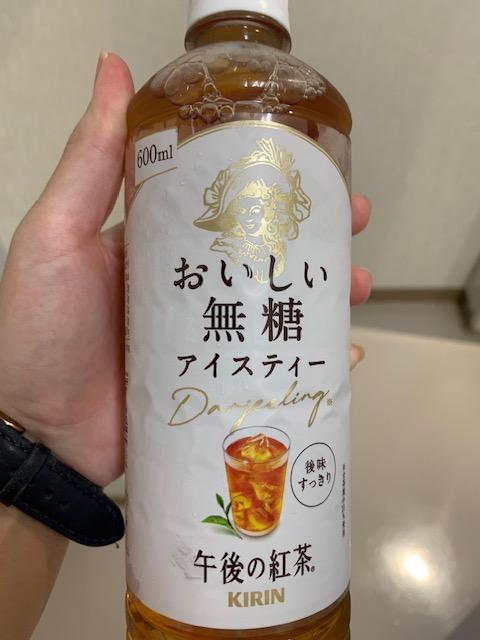 600ml
おいしい
無糖
アイスティー
Darjeeling※
後味
すっきり
午後の紅茶®
KIRIN